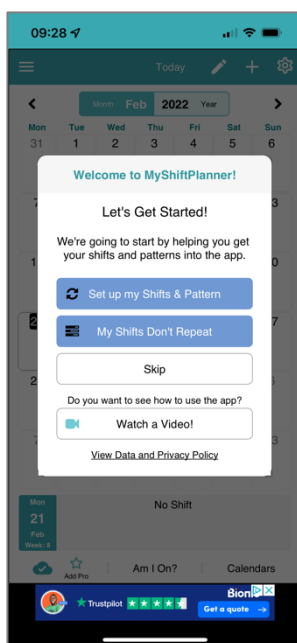 09:28
Today
Month Feb 2022 Year
Mon Tue Wed Thu Fri Sat Sun
31 1 2 3 4 5 6
Welcome to MyShiftPlanner!
Let's Get Started!
We're going to start by helping you get
your shifts and patterns into the app.
Set up my Shifts & Pattern
My Shifts Don't Repeat
Skip
Do you want to see how to use the app?
Watch a Video!
View Data and Privacy Policy
Mon
21
Feb
Week: 8
No Shift
Add Pro
Am I On?
Calendars
Trustpilot
Get a quote →